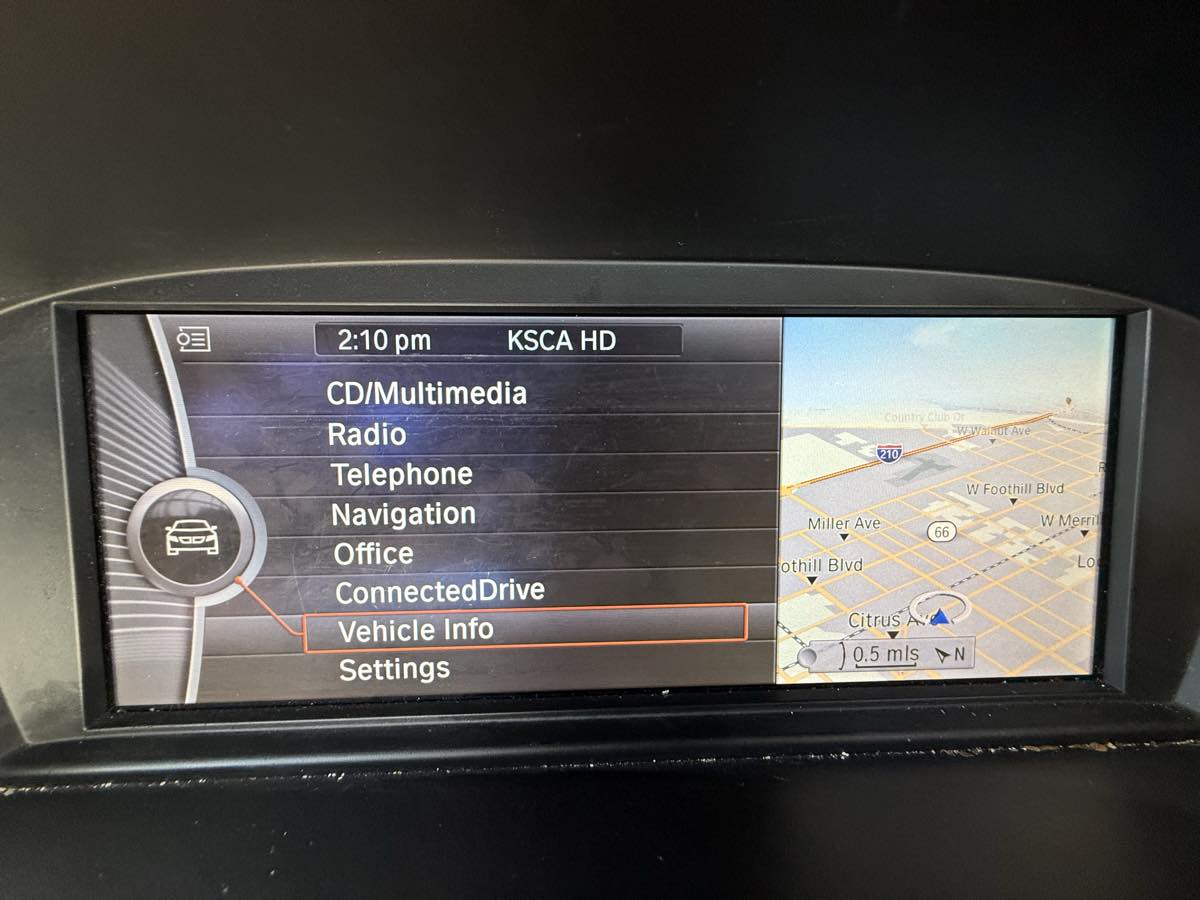 2:10 pm KSCA HD
CD/Multimedia
Radio
Telephone
Navigation
Office
ConnectedDrive
Vehicle Info
Settings
Country Club Dr
W Walnut Ave
210
W Foothill Blvd
Miller Ave
66
W Merril
othill Blvd
Loc
Citrus
0.5 mls N